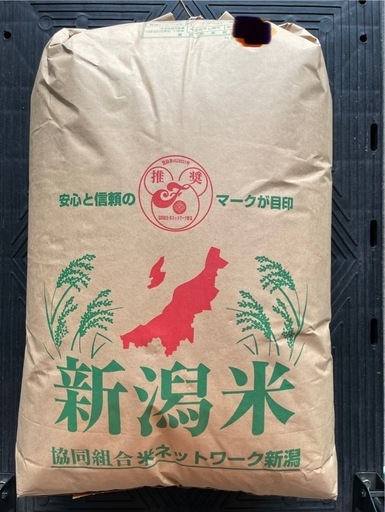 推奨
安心と信頼の マークが目印
新潟米
協同組合 米ネットワーク新潟